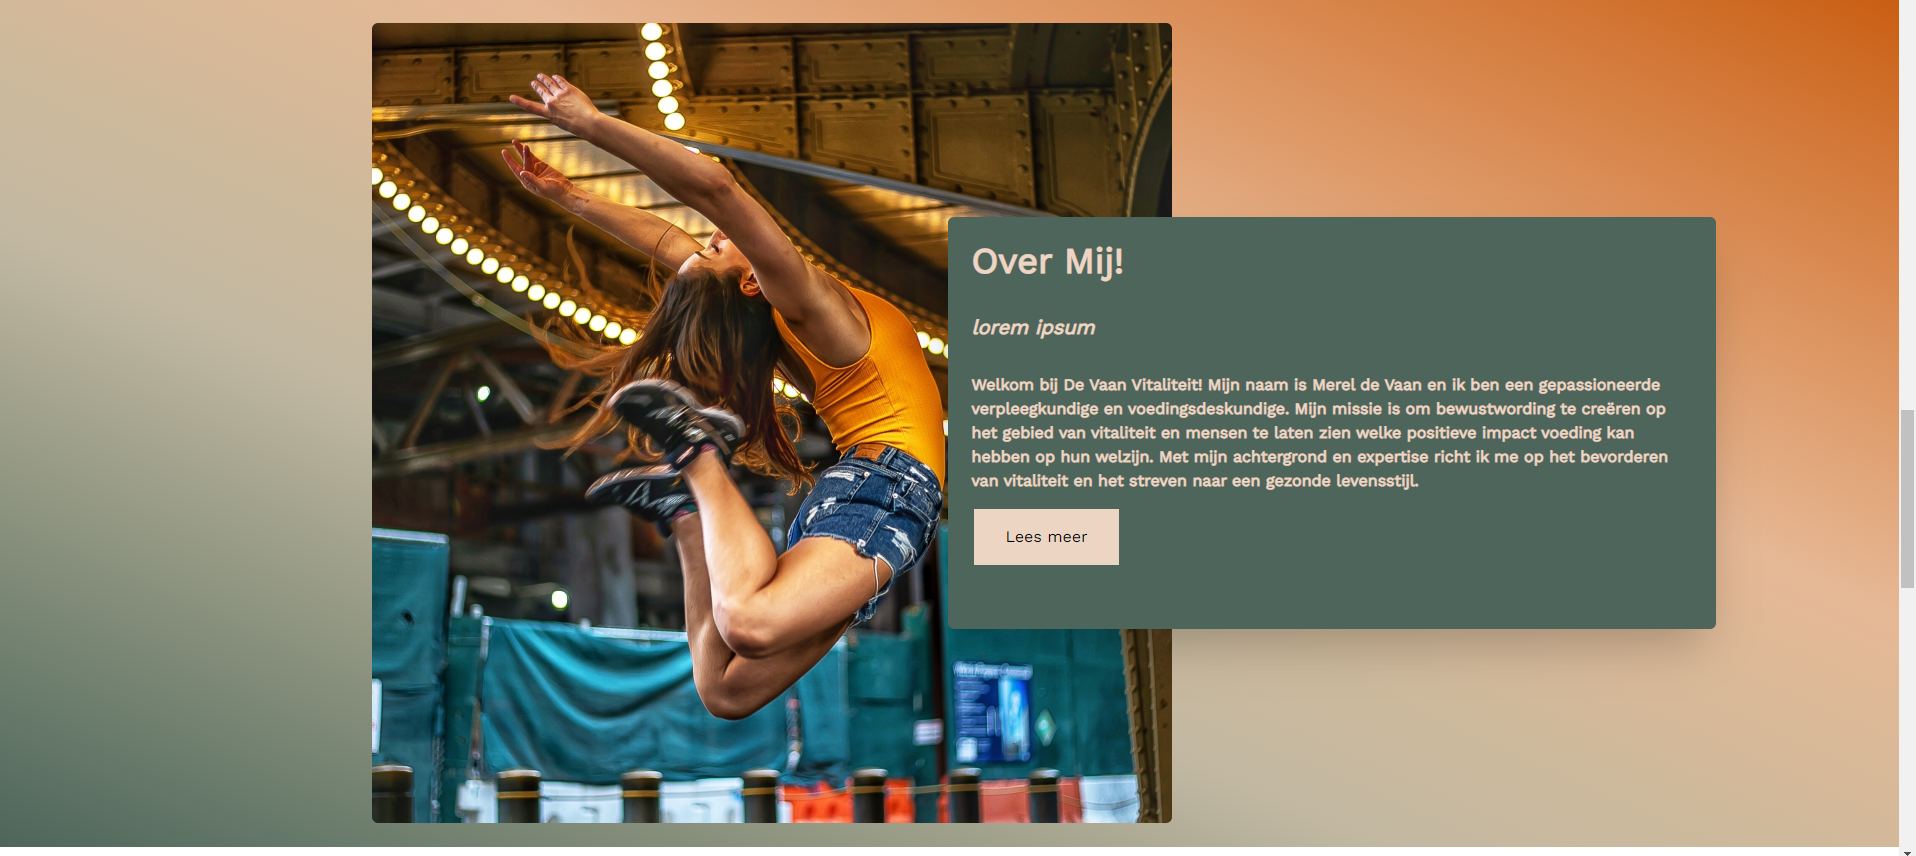 Over Mij!
lorem ipsum
Welkom bij De Vaan Vitaliteit! Mijn naam is Merel de Vaan en ik ben een gepassioneerde
verpleegkundige en voedingsdeskundige. Mijn missie is om bewustwording te creëren op
het gebied van vitaliteit en mensen te laten zien welke positieve impact voeding kan
hebben op hun welzijn. Met mijn achtergrond en expertise richt ik me op het bevorderen
van vitaliteit en het streven naar een gezonde levensstijl.
Lees meer